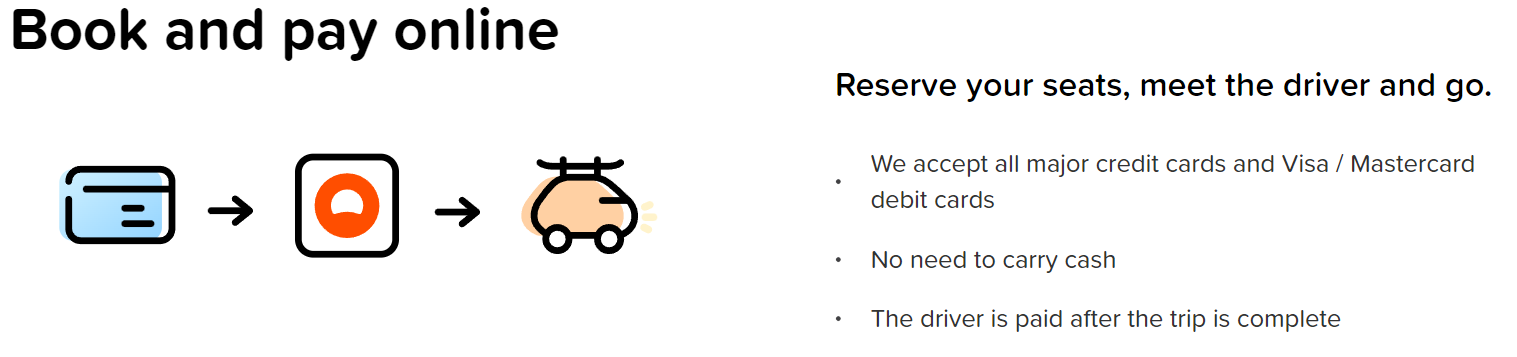 Book and pay online
Reserve your seats, meet the driver and go.
• We accept all major credit cards and Visa / Mastercard
debit cards
• No need to carry cash
• The driver is paid after the trip is complete